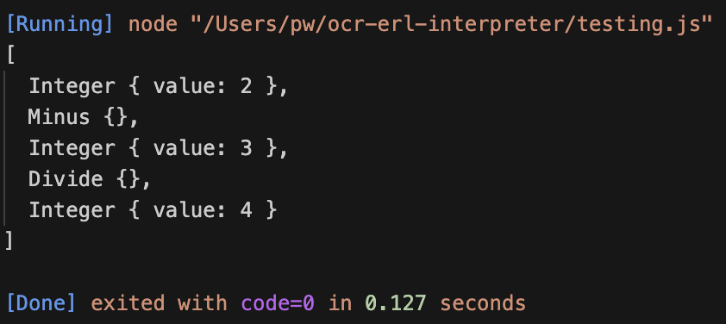 [Running] node "/Users/pw/ocr-erl-interpreter/testing.js"
[
  Integer { value: 2 },
  Minus {},
  Integer { value: 3 },
  Divide {},
  Integer { value: 4 }
]
[Done] exited with code=0 in 0.127 seconds